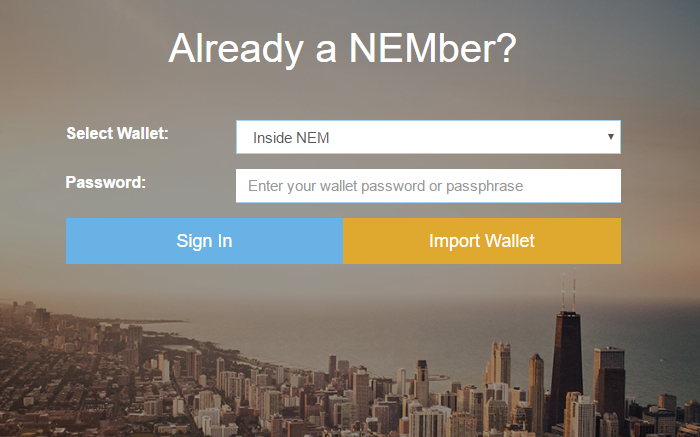 Already a NEMber?
Select Wallet:
Inside NEM
Password:
Enter your wallet password or passphrase
Sign In
Import Wallet